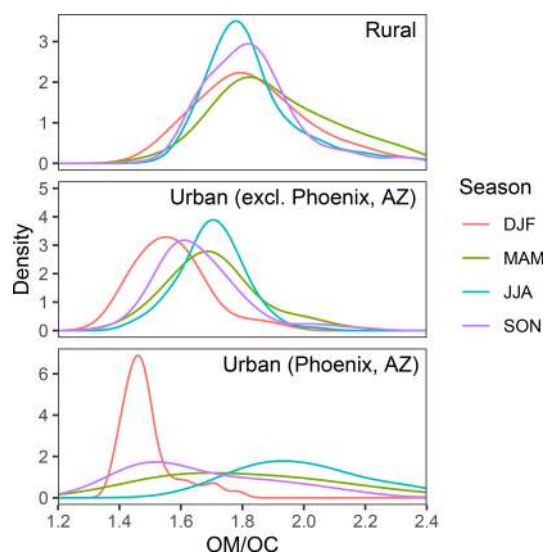 Rural
3
2
1
0
Urban (excl. Phoenix, AZ)
5
4
3
2
1
0
Urban (Phoenix, AZ)
6
4
2
0
1.2 1.4 1.6 1.8 2.0 2.2 2.4
OM/OC
Density
Season
DJF
MAM
JJA
SON